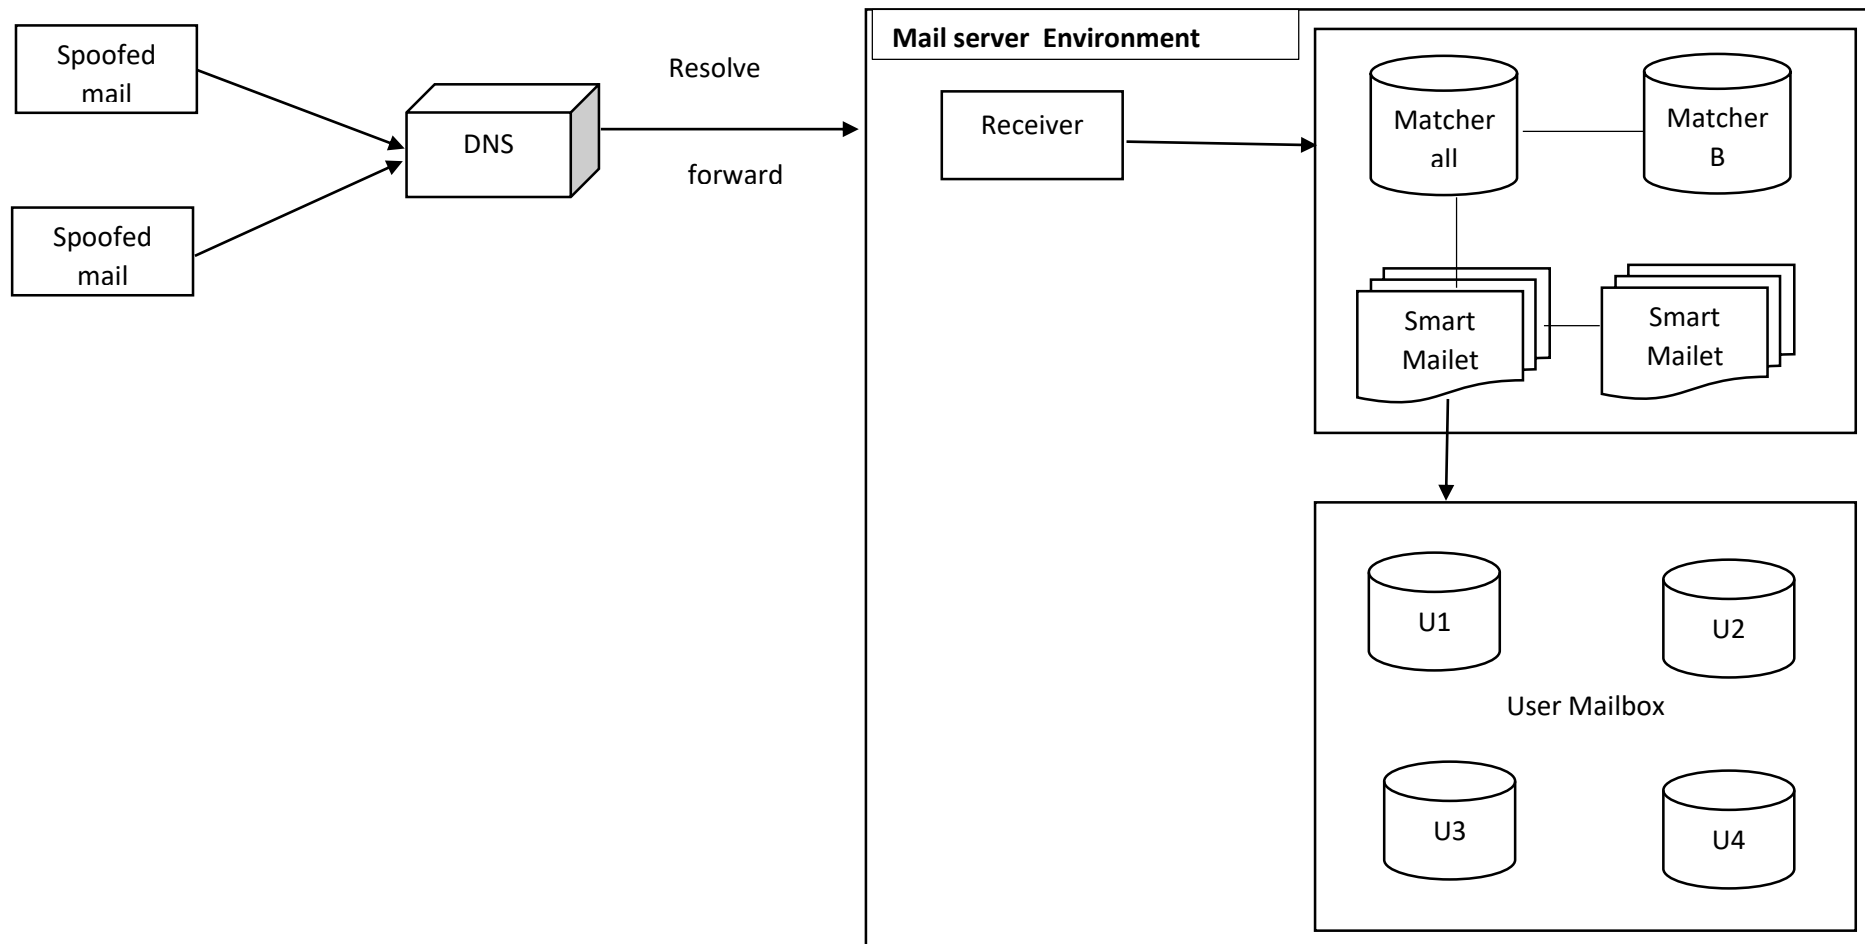 Spoofed
mail
Spoofed
mail
DNS
Resolve
forward
Mail server  Environment
Receiver
Matcher
all
Matcher
B
Smart
Mailet
Smart
Mailet
U1
U2
User Mailbox
U3
U4